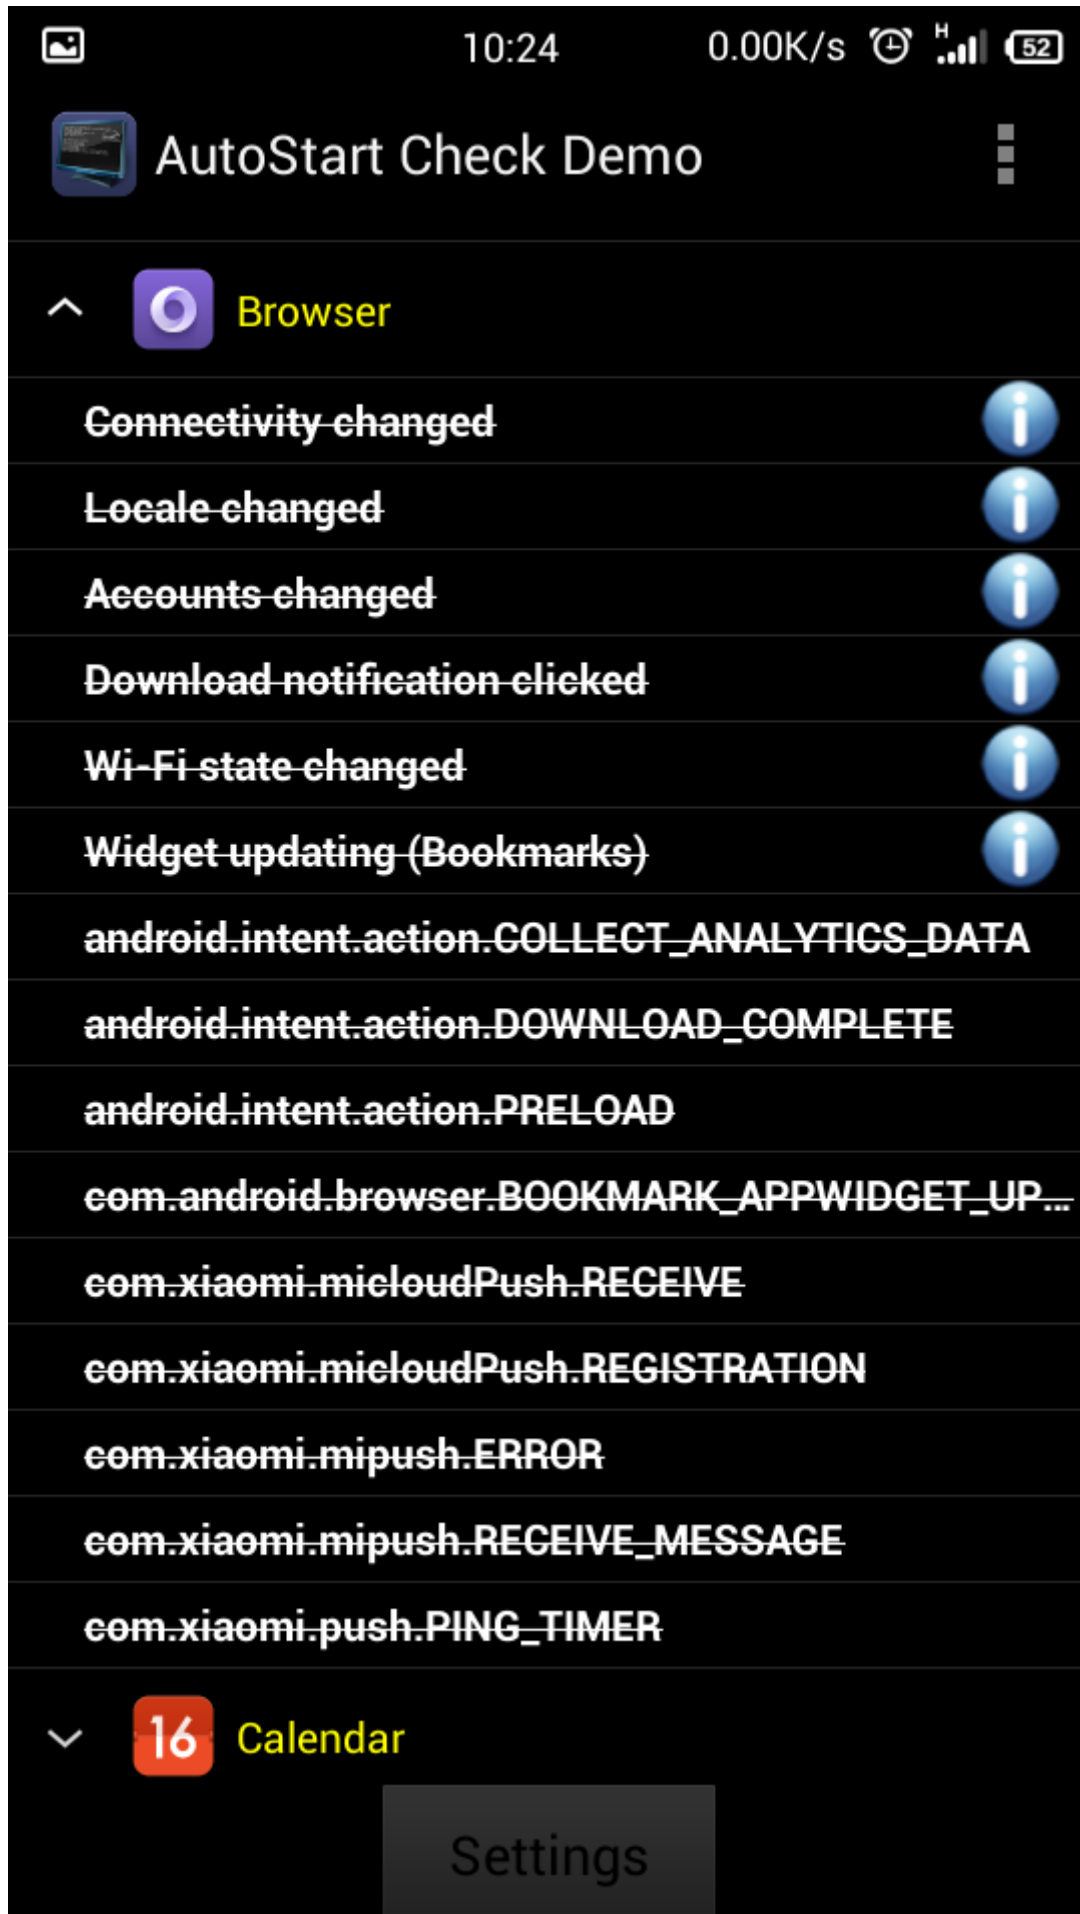 10:24 0.00K/s H 52
AutoStart Check Demo
Browser
Connectivity changed
Locale changed
Accounts changed
Download notification clicked
Wi-Fi state changed
Widget updating (Bookmarks)
android.intent.action.COLLECT_ANALYTICS_DATA
android.intent.action.DOWNLOAD_COMPLETE
android.intent.action.PRELOAD
com.android.browser.BOOKMARK_APPWIDGET_UP...
com.xiaomi.micloudPush.RECEIVE
com.xiaomi.micloudPush.REGISTRATION
com.xiaomi.mipush.ERROR
com.xiaomi.mipush.RECEIVE_MESSAGE
com.xiaomi.push.PING_TIMER
16 Calendar
Settings